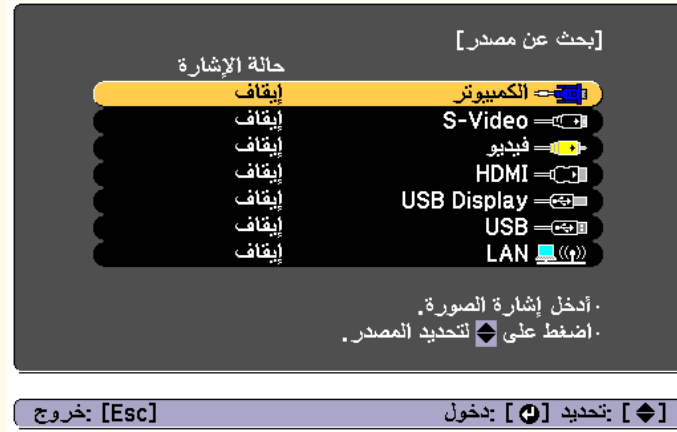 [بحث عن مصدر]
حالة الإشارة
الكمبيوتر إيقاف
S-Video إيقاف
فيديو إيقاف
HDMI إيقاف
USB Display إيقاف
USB إيقاف
LAN إيقاف
·أدخل إشارة الصورة.
·اضغط على لتحديد المصدر.
[ ]: تحديد [ ]: دخول [Esc]: خروج